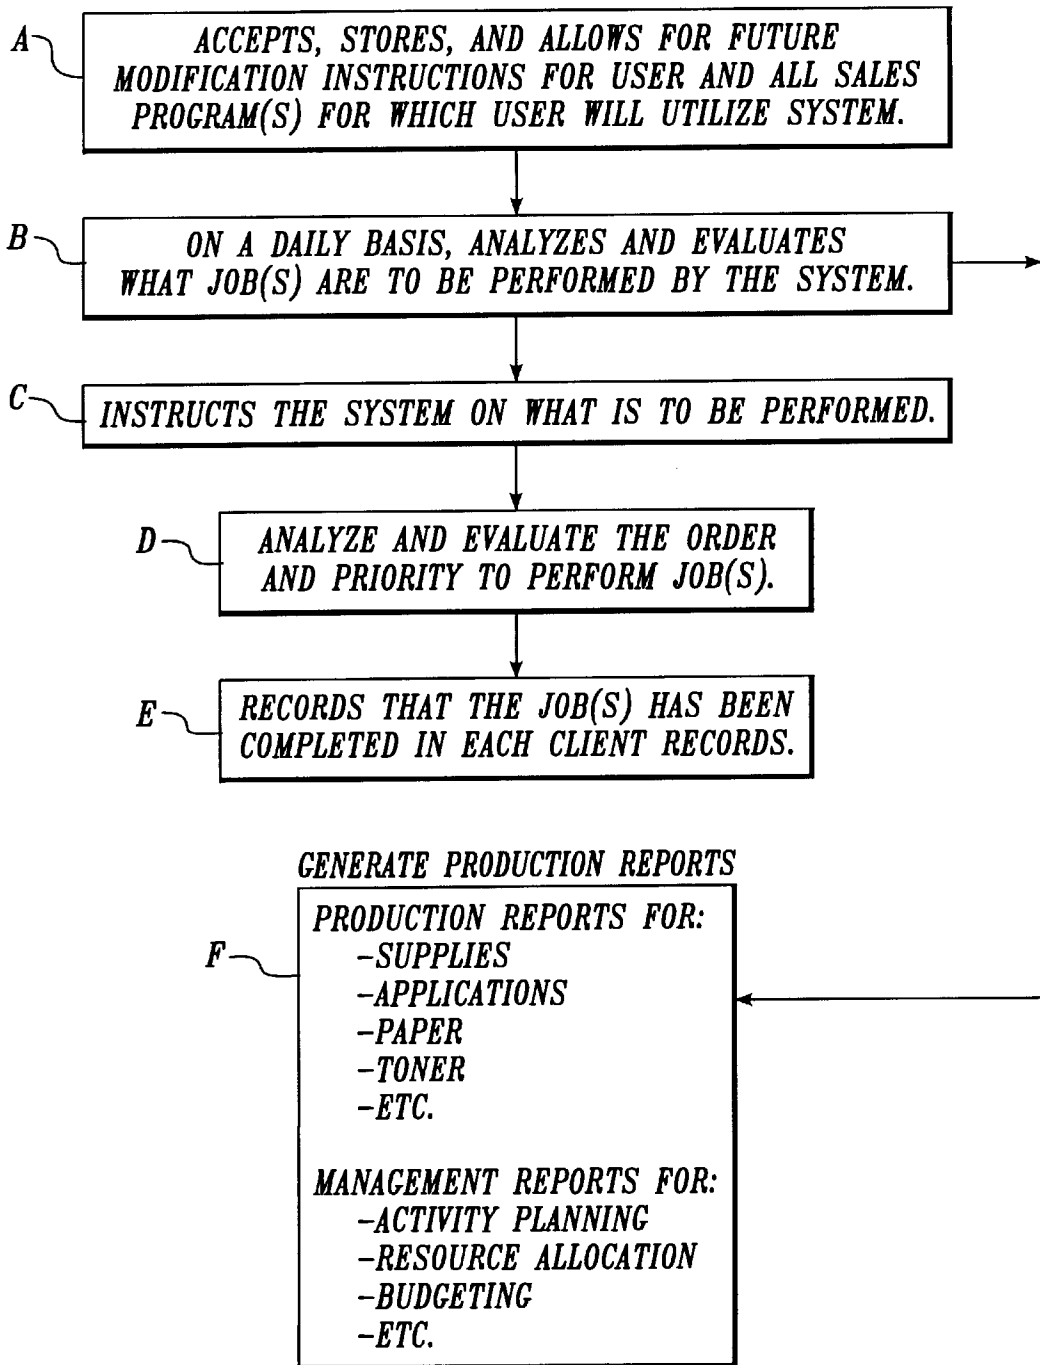 A
ACCEPTS, STORES, AND ALLOWS FOR FUTURE
MODIFICATION INSTRUCTIONS FOR USER AND ALL SALES
PROGRAM(S) FOR WHICH USER WILL UTILIZE SYSTEM.
B
ON A DAILY BASIS, ANALYZES AND EVALUATES
WHAT JOB(S) ARE TO BE PERFORMED BY THE SYSTEM.
C
INSTRUCTS THE SYSTEM ON WHAT IS TO BE PERFORMED.
D
ANALYZE AND EVALUATE THE ORDER
AND PRIORITY TO PERFORM JOB(S).
E
RECORDS THAT THE JOB(S) HAS BEEN
COMPLETED IN EACH CLIENT RECORDS.
GENERATE PRODUCTION REPORTS
F
PRODUCTION REPORTS FOR:
-SUPPLIES
-APPLICATIONS
-PAPER
-TONER
-ETC.
MANAGEMENT REPORTS FOR:
-ACTIVITY PLANNING
-RESOURCE ALLOCATION
-BUDGETING
-ETC.